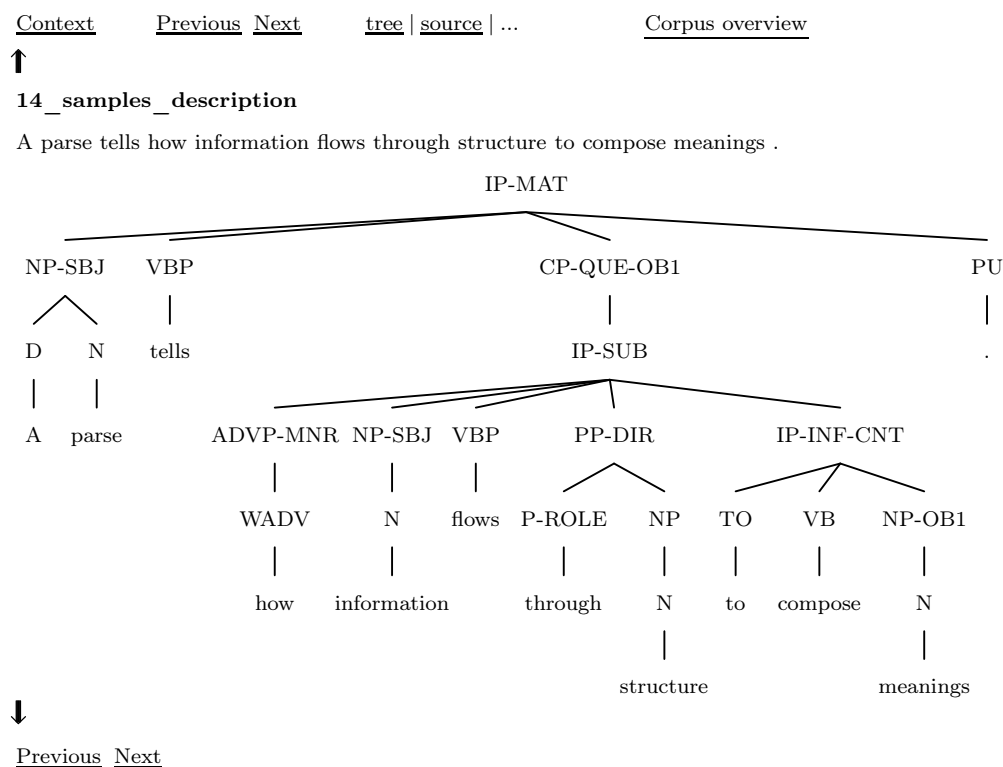 Context Previous Next tree | source | ... Corpus overview
14_samples_description
A parse tells how information flows through structure to compose meanings .
IP-MAT
NP-SBJ VBP CP-QUE-OB1 PU
D N tells IP-SUB .
A parse ADVP-MNR NP-SBJ VBP PP-DIR IP-INF-CNT
WADV N flows P-ROLE NP TO VB NP-OB1
how information through N to compose N
structure meanings
Previous Next